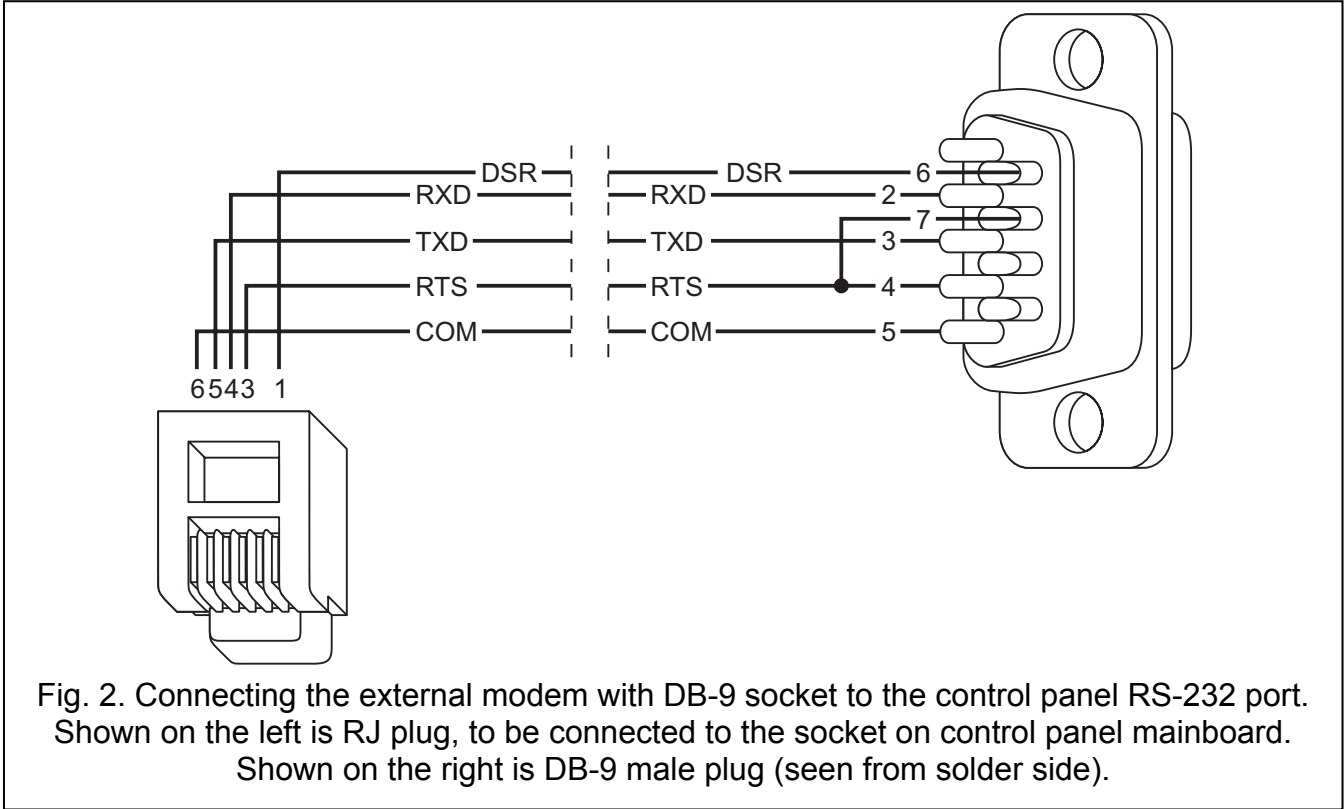 DSR DSR 6
RXD RXD 2
7
TXD TXD 3
RTS RTS 4
COM COM 5
6543 1
Fig. 2. Connecting the external modem with DB-9 socket to the control panel RS-232 port.
Shown on the left is RJ plug, to be connected to the socket on control panel mainboard.
Shown on the right is DB-9 male plug (seen from solder side).